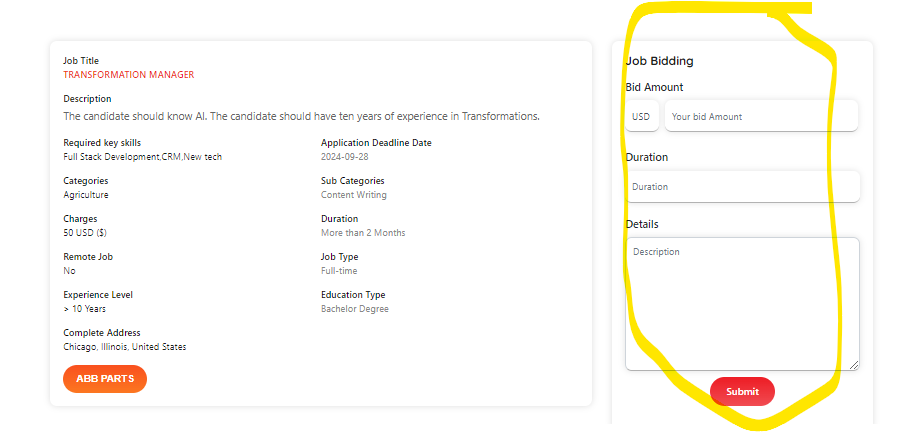 Job Title
TRANSFORMATION MANAGER
Description
The candidate should know AI. The candidate should have ten years of experience in Transformations.
Required key skills
Full Stack Development,CRM,New tech
Application Deadline Date
2024-09-28
Categories
Agriculture
Sub Categories
Content Writing
Charges
50 USD ($)
Duration
More than 2 Months
Remote Job
No
Job Type
Full-time
Experience Level
> 10 Years
Education Type
Bachelor Degree
Complete Address
Chicago, Illinois, United States
ABB PARTS
Job Bidding
Bid Amount
USD Your bid Amount
Duration
Duration
Details
Description
Submit